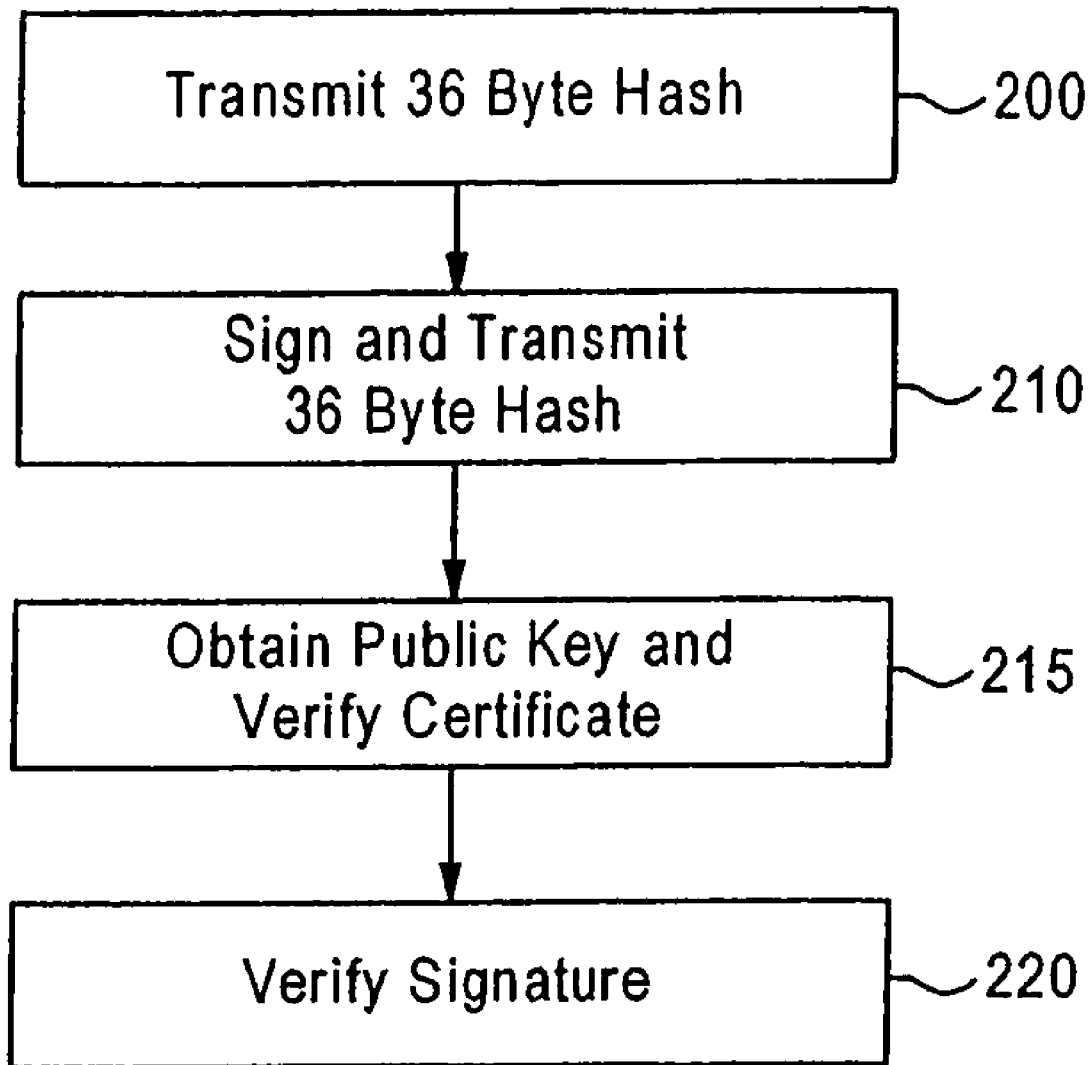 Transmit 36 Byte Hash
200
Sign and Transmit
36 Byte Hash
210
Obtain Public Key and
Verify Certificate
215
Verify Signature
220